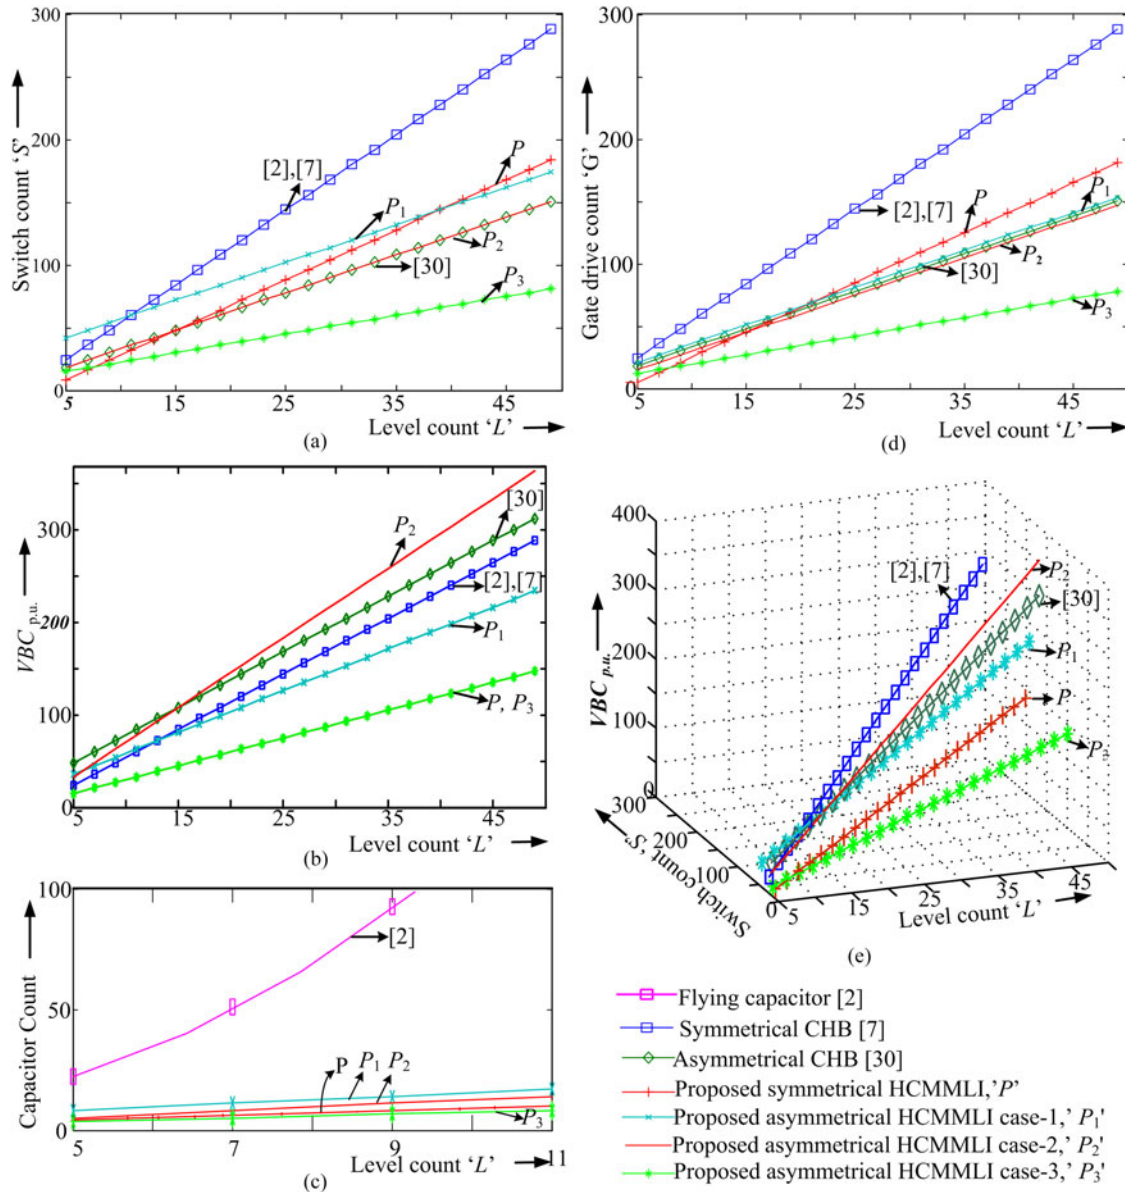 300
200
100
0
5
15
25
35
45
Switch count 'S'
Level count 'L'
[2],[7]
P
P1
P2
[30]
P3
(a)
300
200
100
0
5
15
25
35
45
Gate drive count 'G'
Level count 'L'
[2],[7]
P
P1
P2
[30]
P3
(d)
300
200
100
0
5
15
25
35
45
VBC p.u.
Level count 'L'
P2
[30]
[2],[7]
P1
P, P3
(b)
400
300
200
100
0
300
200
100
0
5
15
25
35
45
VBC p.u.
Switch count 'S'
Level count 'L'
[2],[7]
P2
[30]
P1
P
P2
(e)
100
50
0
5
7
9
11
Capacitor Count
Level count 'L'
[2]
P
P1
P2
P3
(c)
Flying capacitor [2]
Symmetrical CHB [7]
Asymmetrical CHB [30]
Proposed symmetrical HCMMLI,'P'
Proposed asymmetrical HCMMLI case-1,' P1'
Proposed asymmetrical HCMMLI case-2,' P2'
Proposed asymmetrical HCMMLI case-3,' P3'